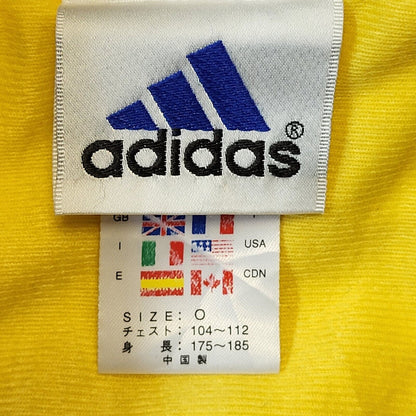 adidas®
GB F
I USA
E CDN
SIZE: O
チェスト: 104〜112
身　長: 175〜185
中国製